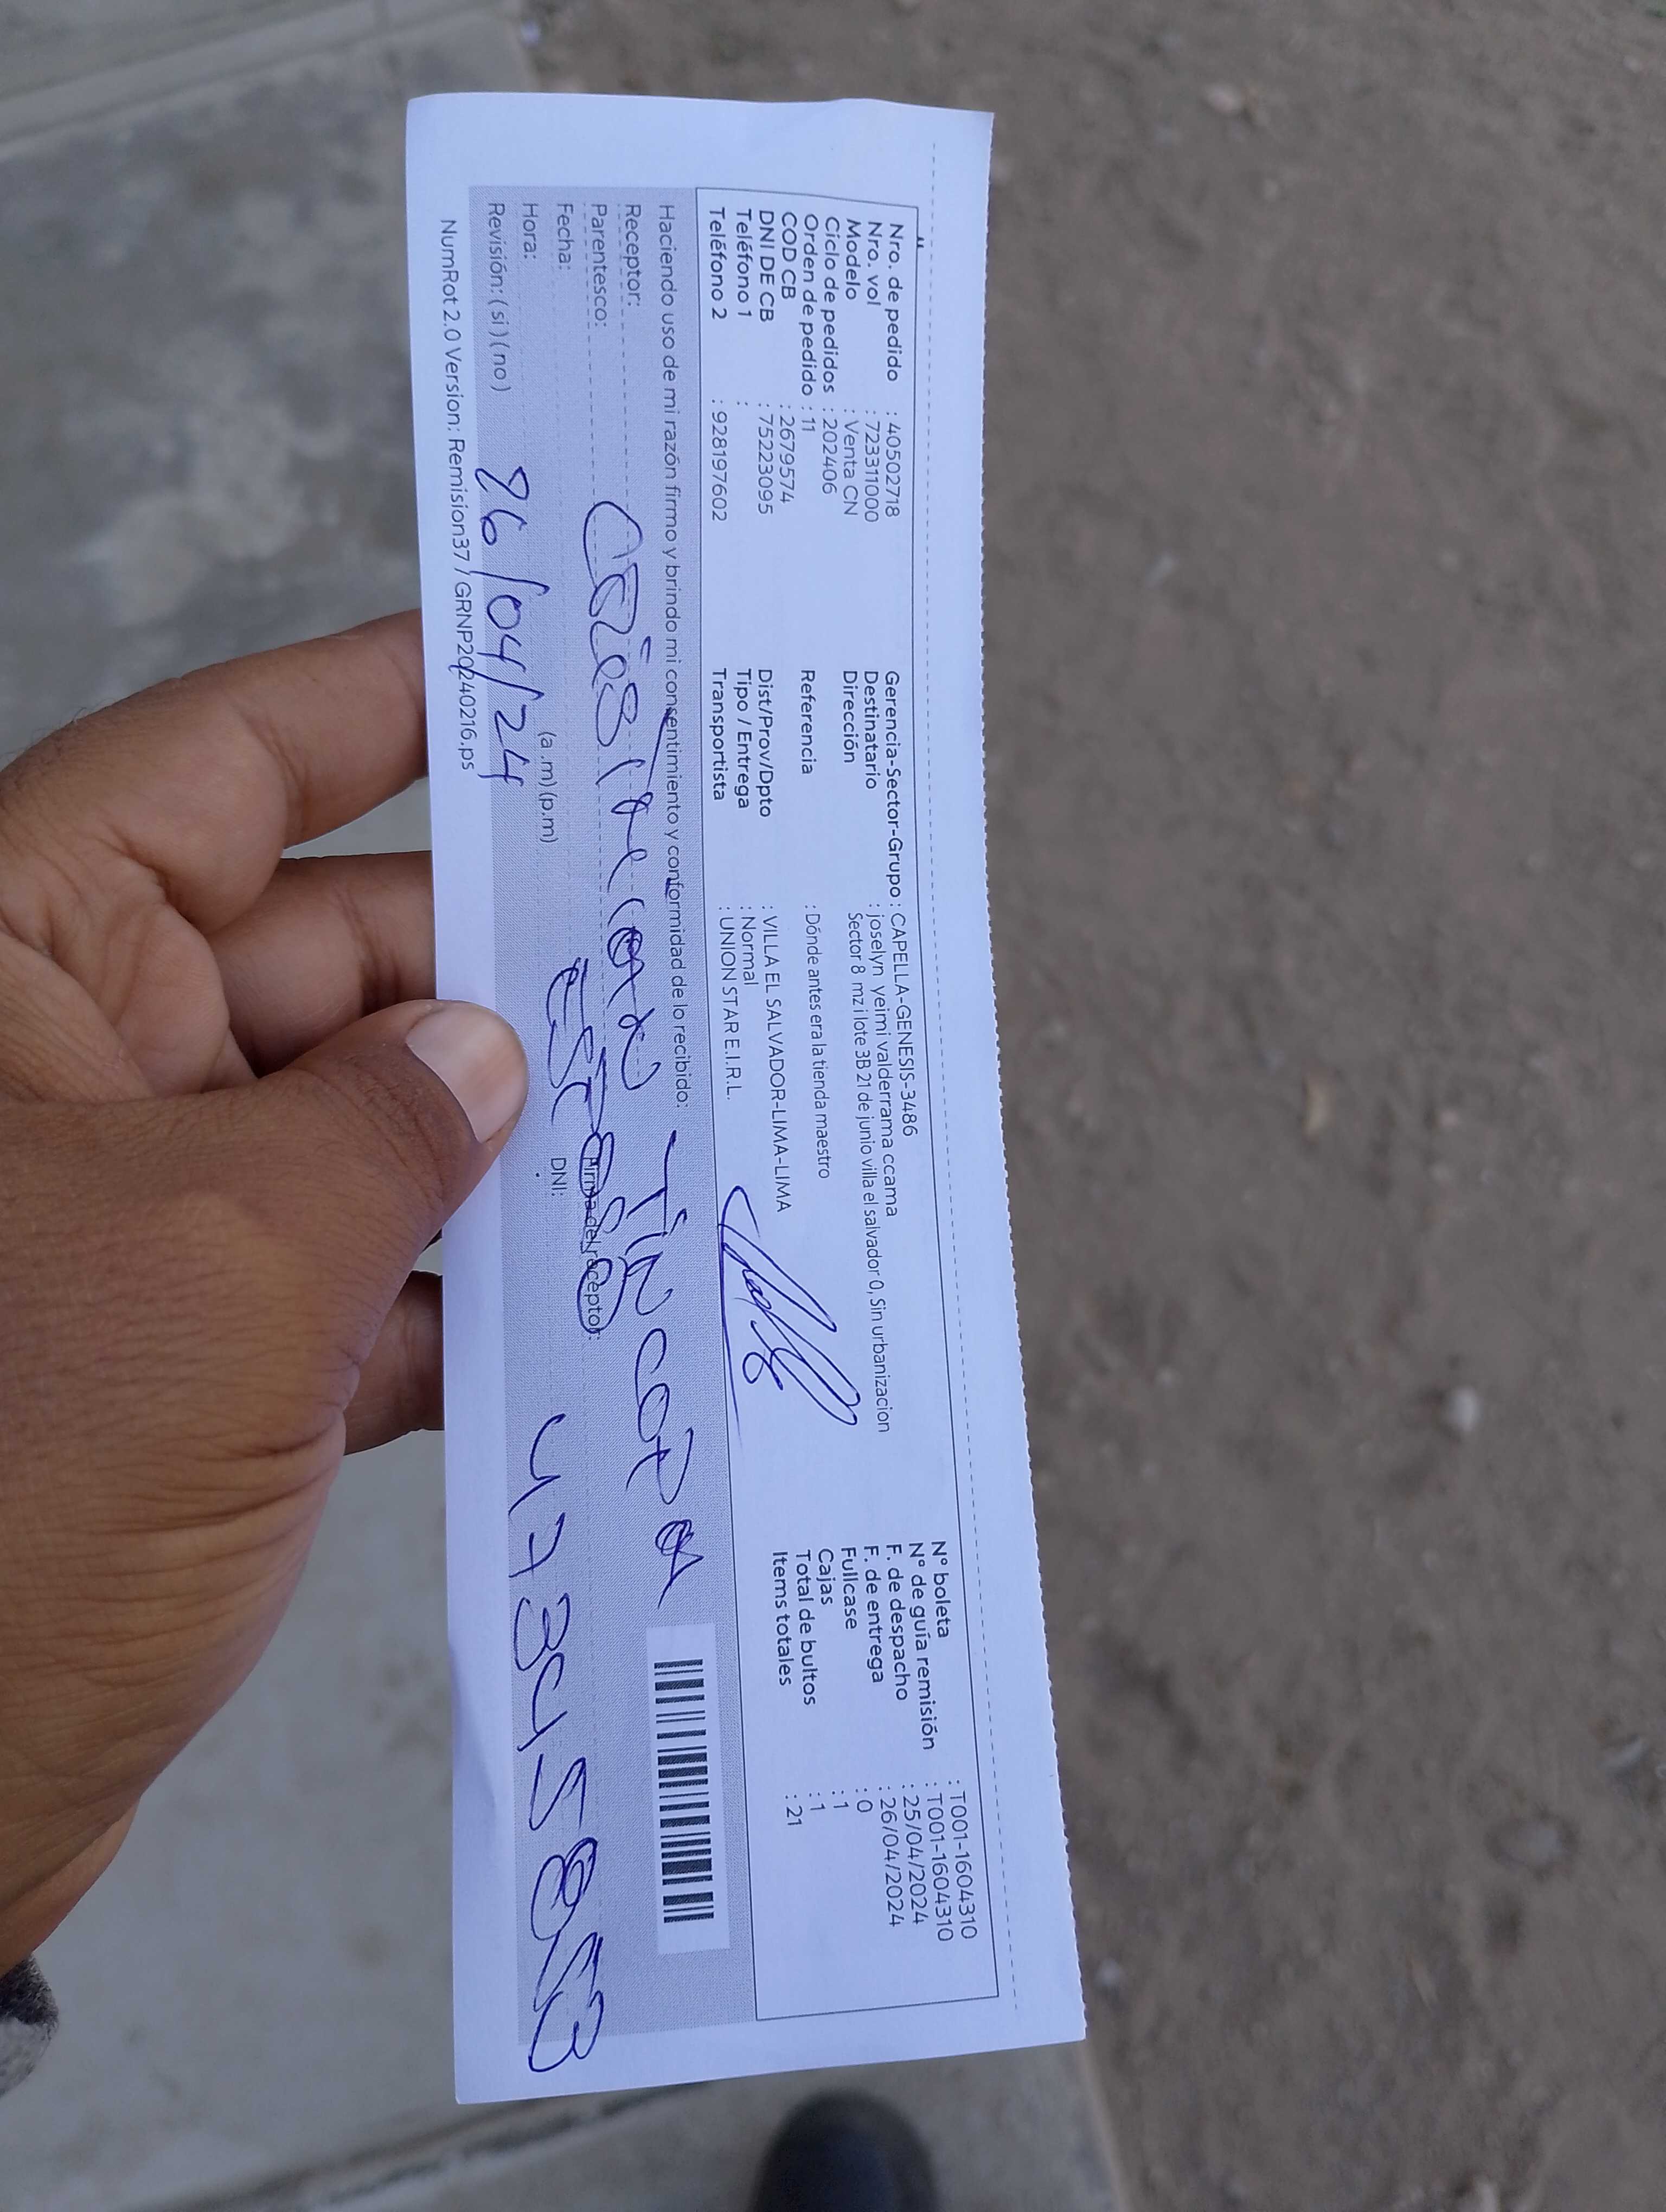 Nro. de pedido : 40502718
Nro. vol : 723311000
Modelo : Venta CN
Ciclo de pedidos : 202406
Orden de pedido : 11
COD CB : 2679574
DNI DE CB : 75223095
Teléfono 1 :
Teléfono 2 : 928197602
Gerencia-Sector-Grupo : CAPELLA-GENESIS-3486
Destinatario : joselyn yeimi valderrama ccama
Dirección Sector 8 mz i lote 3B 21 de junio villa el salvador 0, Sin urbanizacion
Referencia : Dónde antes era la tienda maestro
Dist/Prov/Dpto : VILLA EL SALVADOR-LIMA-LIMA
Tipo / Entrega : Normal
Transportista : UNION STAR E.I.R.L.
N° boleta : T001-1604310
N° de guía remisión : T001-1604310
F. de despacho : 25/04/2024
F. de entrega : 26/04/2024
Fullcase : 0
Cajas : 1
Total de bultos : 1
Items totales : 21
Haciendo uso de mi razón firmo y brindo mi consentimiento y conformidad de lo recibido:
Receptor:
Tincopa
Parentesco:
Esposo
Firma del receptor:
Fecha:
DNI:
Hora: (a.m) (p.m)
Revisión: ( si ) ( no )
26/04/24
NumRot 2.0 Version: Remision37 / GRNP20240216.ps